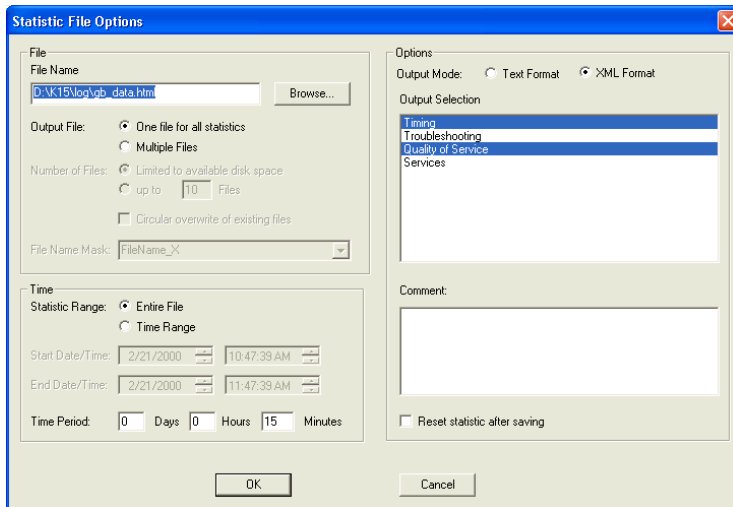 Statistic File Options
File
File Name
D:\K15\log\gb_data.html
Browse...
Output File:
One file for all statistics
Multiple Files
Number of Files:
Limited to available disk space
up to 10 Files
Circular overwrite of existing files
File Name Mask: FileName_X
Time
Statistic Range:
Entire File
Time Range
Start Date/Time: 2/21/2000 10:47:39 AM
End Date/Time: 2/21/2000 11:47:39 AM
Time Period: 0 Days 0 Hours 15 Minutes
Options
Output Mode: Text Format XML Format
Output Selection
Timing
Troubleshooting
Quality of Service
Services
Comment:
Reset statistic after saving
OK
Cancel